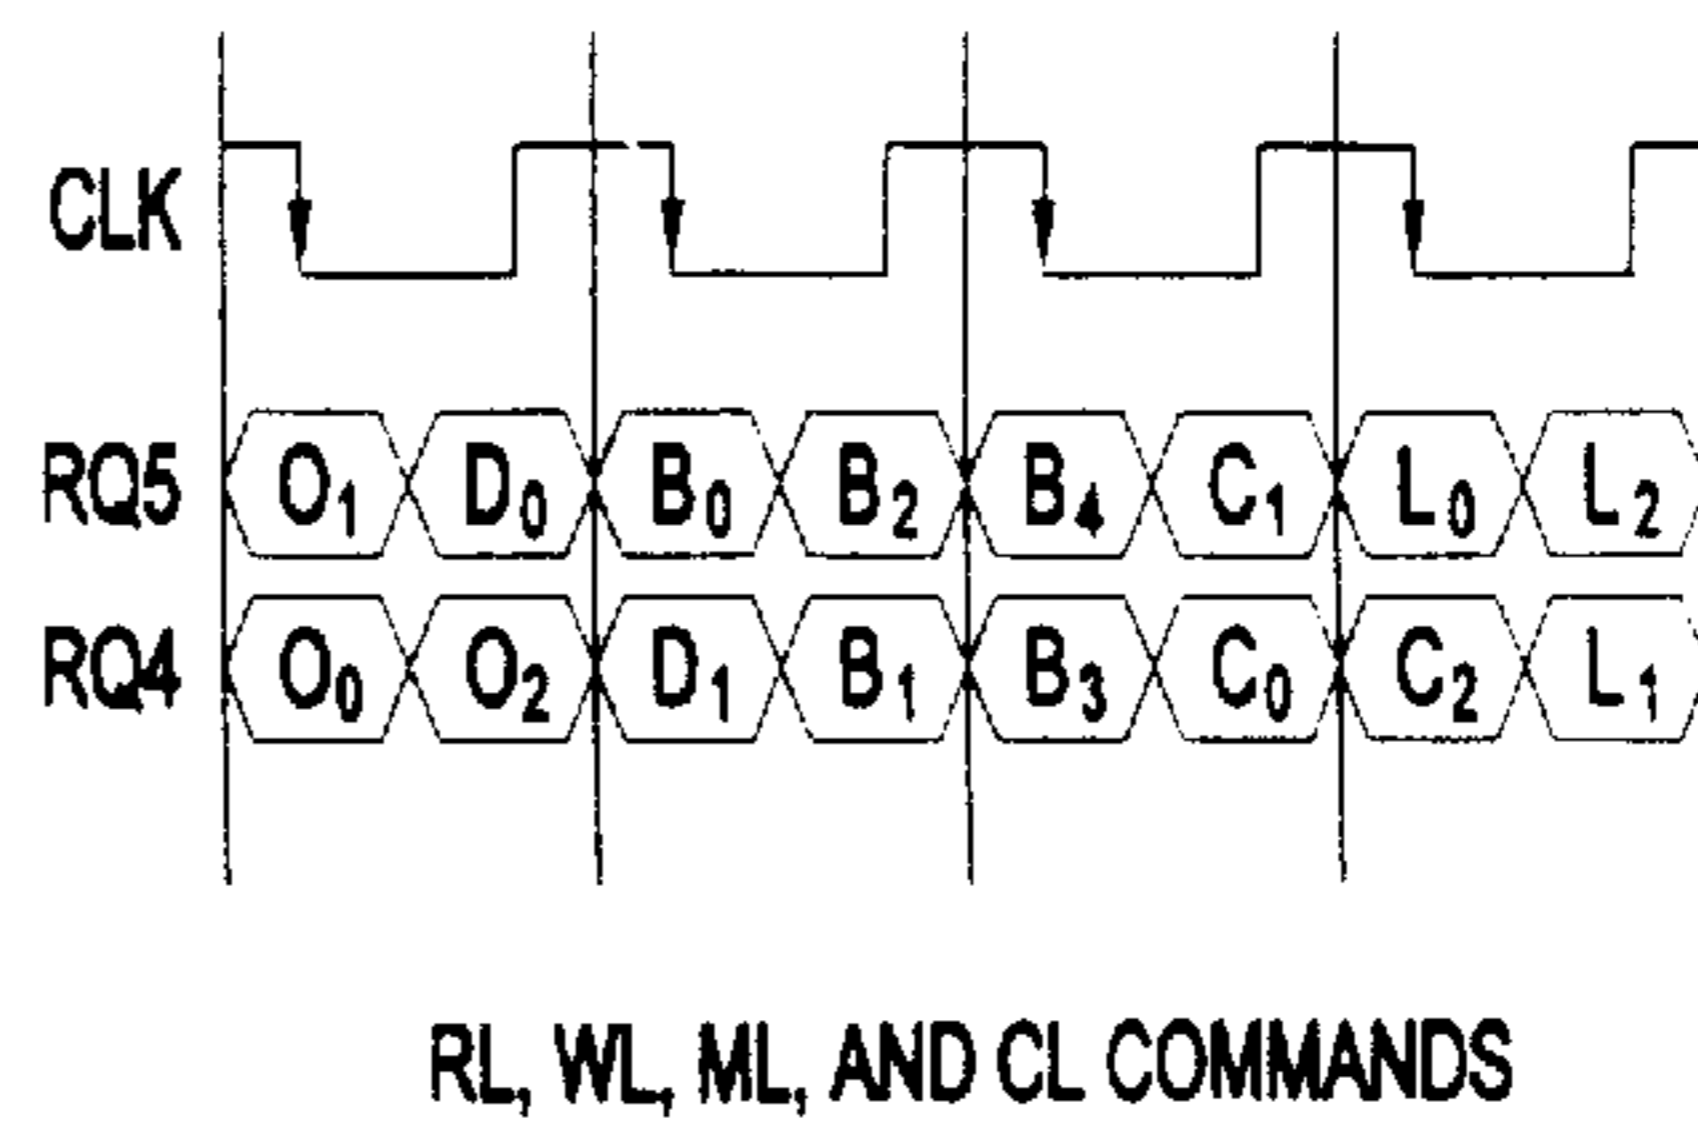 CLK
RQ5 O₁ D₀ B₀ B₂ B₄ C₁ L₀ L₂
RQ4 O₀ O₂ D₁ B₁ B₃ C₀ C₂ L₁
RL, WL, ML, AND CL COMMANDS